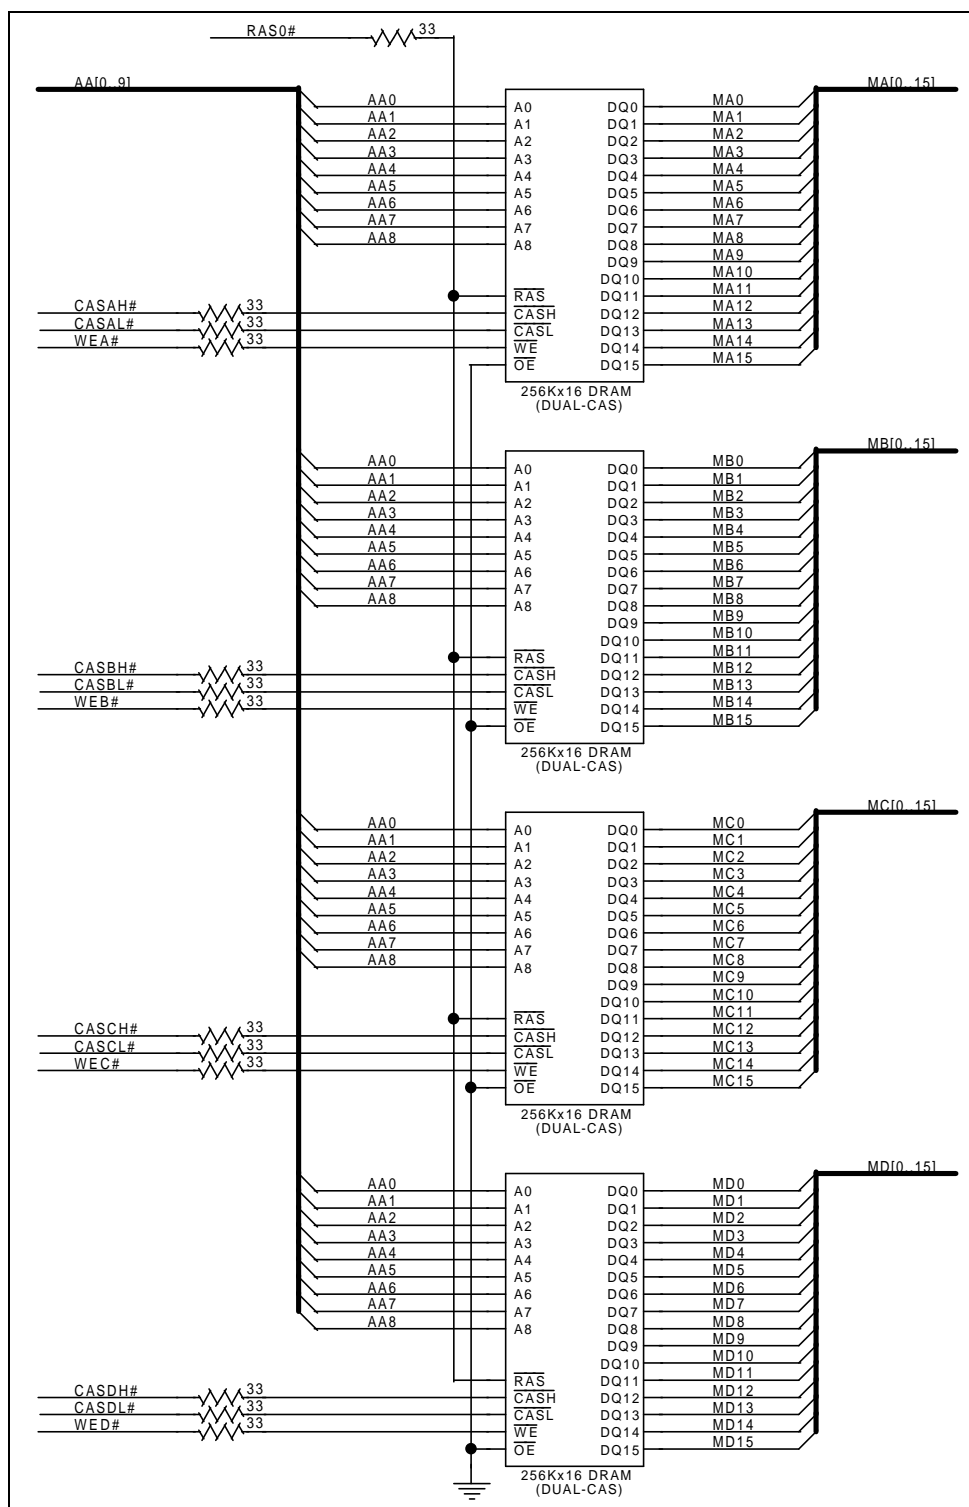 RAS0# 33
AA[0..9] MA[0..15]
AA0 A0 DQ0 MA0
AA1 A1 DQ1 MA1
AA2 A2 DQ2 MA2
AA3 A3 DQ3 MA3
AA4 A4 DQ4 MA4
AA5 A5 DQ5 MA5
AA6 A6 DQ6 MA6
AA7 A7 DQ7 MA7
AA8 A8 DQ8 MA8
DQ9 MA9
DQ10 MA10
RAS DQ11 MA11
CASAH# 33 CASH DQ12 MA12
CASAL# 33 CASL DQ13 MA13
WEA# 33 WE DQ14 MA14
OE DQ15 MA15
256Kx16 DRAM
(DUAL-CAS)
MB[0..15]
AA0 A0 DQ0 MB0
AA1 A1 DQ1 MB1
AA2 A2 DQ2 MB2
AA3 A3 DQ3 MB3
AA4 A4 DQ4 MB4
AA5 A5 DQ5 MB5
AA6 A6 DQ6 MB6
AA7 A7 DQ7 MB7
AA8 A8 DQ8 MB8
DQ9 MB9
DQ10 MB10
RAS DQ11 MB11
CASBH# 33 CASH DQ12 MB12
CASBL# 33 CASL DQ13 MB13
WEB# 33 WE DQ14 MB14
OE DQ15 MB15
256Kx16 DRAM
(DUAL-CAS)
MC[0..15]
AA0 A0 DQ0 MC0
AA1 A1 DQ1 MC1
AA2 A2 DQ2 MC2
AA3 A3 DQ3 MC3
AA4 A4 DQ4 MC4
AA5 A5 DQ5 MC5
AA6 A6 DQ6 MC6
AA7 A7 DQ7 MC7
AA8 A8 DQ8 MC8
DQ9 MC9
DQ10 MC10
RAS DQ11 MC11
CASCH# 33 CASH DQ12 MC12
CASCL# 33 CASL DQ13 MC13
WEC# 33 WE DQ14 MC14
OE DQ15 MC15
256Kx16 DRAM
(DUAL-CAS)
MD[0..15]
AA0 A0 DQ0 MD0
AA1 A1 DQ1 MD1
AA2 A2 DQ2 MD2
AA3 A3 DQ3 MD3
AA4 A4 DQ4 MD4
AA5 A5 DQ5 MD5
AA6 A6 DQ6 MD6
AA7 A7 DQ7 MD7
AA8 A8 DQ8 MD8
DQ9 MD9
DQ10 MD10
RAS DQ11 MD11
CASDH# 33 CASH DQ12 MD12
CASDL# 33 CASL DQ13 MD13
WED# 33 WE DQ14 MD14
OE DQ15 MD15
256Kx16 DRAM
(DUAL-CAS)